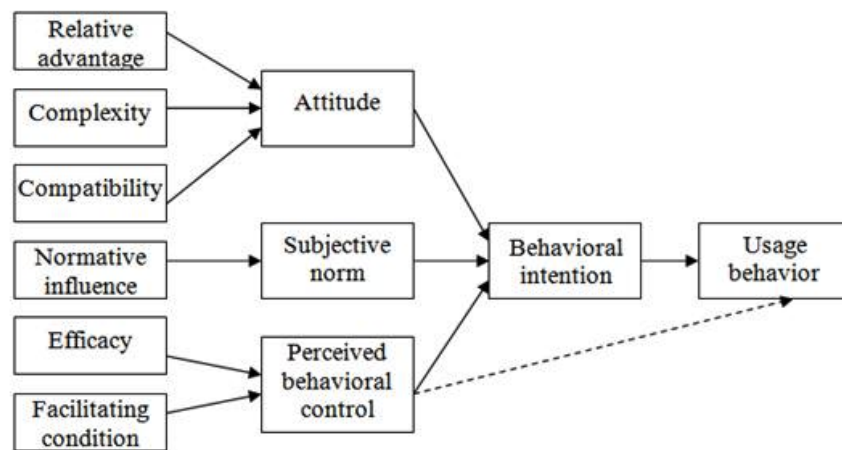 Relative
advantage
Complexity
Compatibility
Normative
influence
Efficacy
Facilitating
condition
Attitude
Subjective
norm
Perceived
behavioral
control
Behavioral
intention
Usage
behavior